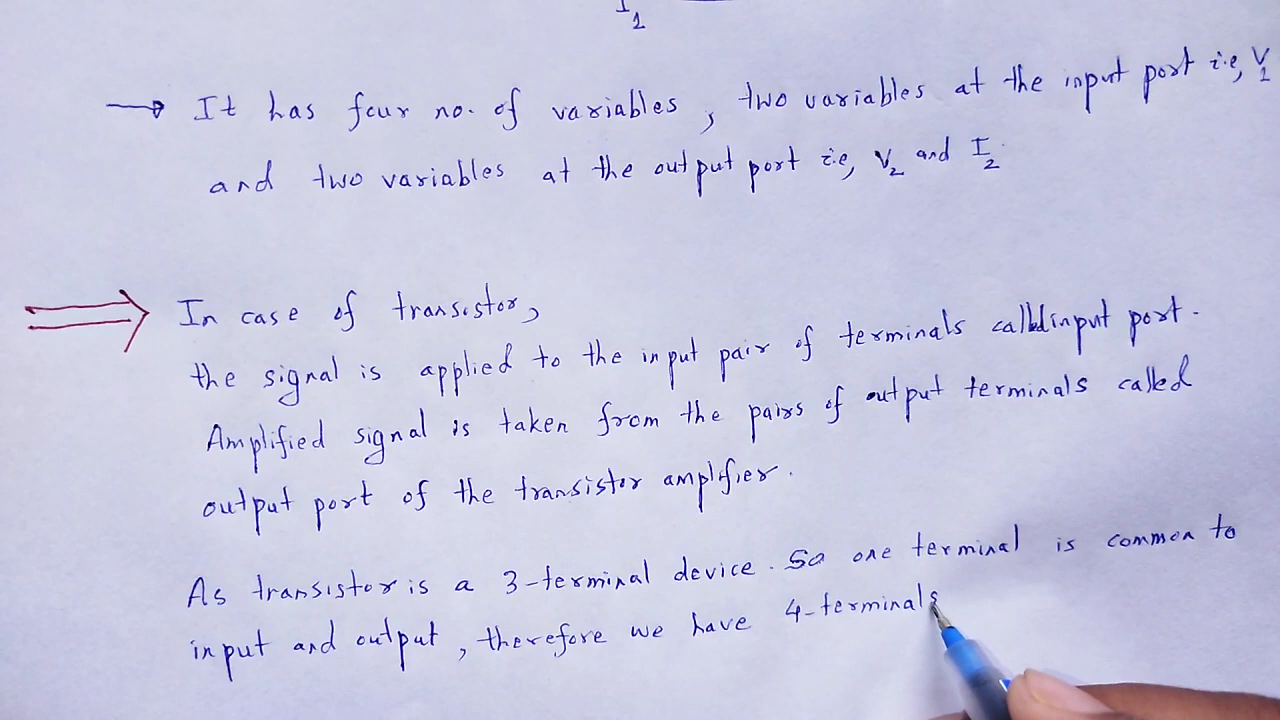 I₂
→ It has four no. of variables, two variables at the input port i.e, V₁
and two variables at the output port i.e, V₂ and I₂
⇒ In case of transistor,
the signal is applied to the input pair of terminals called input port.
Amplified signal is taken from the pairs of output terminals called
output port of the transistor amplifier.
As transistor is a 3-terminal device. So one terminal is common to
input and output, therefore we have 4-terminals